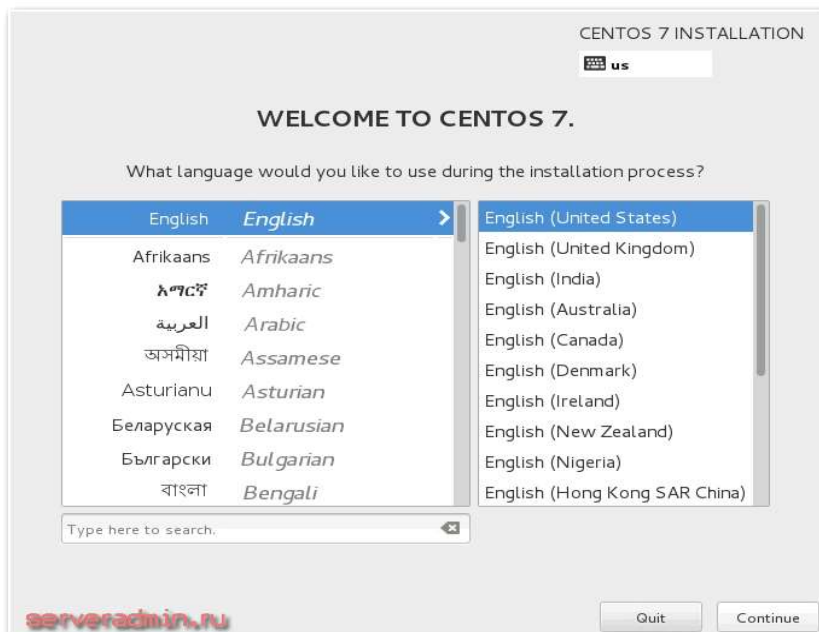 CENTOS 7 INSTALLATION
us
WELCOME TO CENTOS 7.
What language would you like to use during the installation process?
English English
Afrikaans Afrikaans
አማርኛ Amharic
العربية Arabic
অসমীয়া Assamese
Asturianu Asturian
Беларуская Belarusian
Български Bulgarian
বাংলা Bengali
Type here to search.
English (United States)
English (United Kingdom)
English (India)
English (Australia)
English (Canada)
English (Denmark)
English (Ireland)
English (New Zealand)
English (Nigeria)
English (Hong Kong SAR China)
serveradmin.ru
Quit
Continue